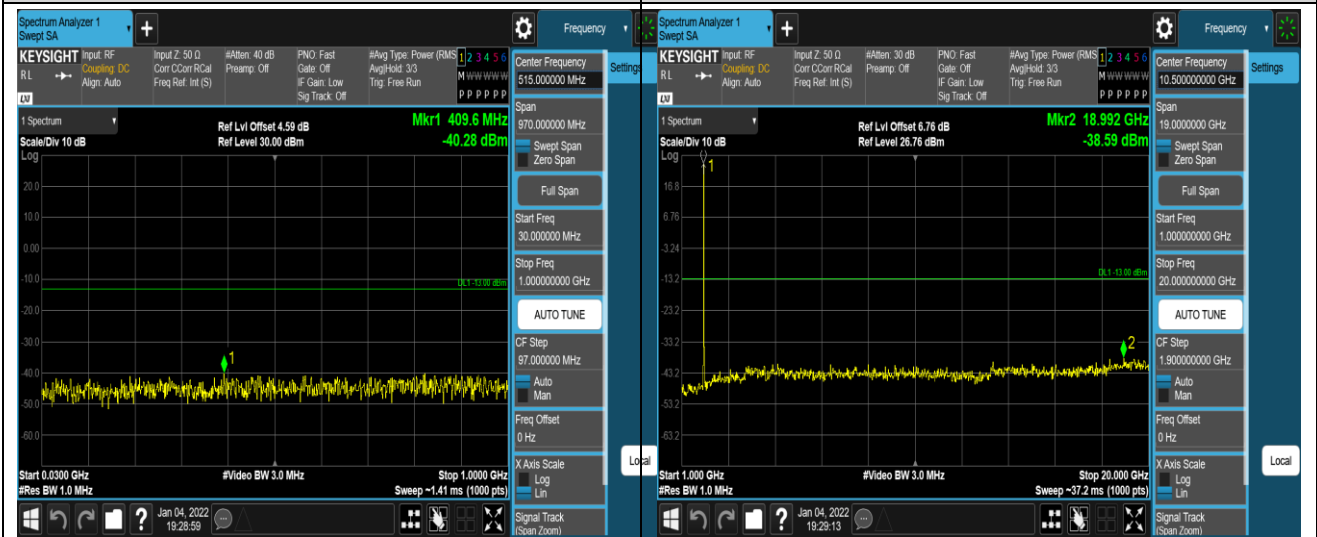 Spectrum Analyzer 1
Swept SA
+
Frequency
KEYSIGHT
RL
LXI
Input: RF
Coupling: DC
Align: Auto
Input Z: 50 Ω
Corr CCorr RCal
Freq Ref: Int (S)
#Atten: 40 dB
Preamp: Off
PNO: Fast
Gate: Off
IF Gain: Low
Sig Track: Off
#Avg Type: Power (RMS
Avg|Hold: 3/3
Trig: Free Run
1 2 3 4 5 6
M W W W W W
P P P P P P
Center Frequency
515.000000 MHz
Settings
Span
970.000000 MHz
Swept Span
Zero Span
Full Span
Start Freq
30.000000 MHz
Stop Freq
1.000000000 GHz
AUTO TUNE
CF Step
97.000000 MHz
Auto
Man
Freq Offset
0 Hz
X Axis Scale
Log
Lin
Signal Track
(Span Zoom)
Local
1 Spectrum
Scale/Div 10 dB
Log
Ref Lvl Offset 4.59 dB
Ref Level 30.00 dBm
Mkr1 409.6 MHz
-40.28 dBm
20.0
10.0
0.00
-10.0
DL1 -13.00 dBm
-20.0
-30.0
1
-40.0
-50.0
-60.0
Start 0.0300 GHz
#Res BW 1.0 MHz
#Video BW 3.0 MHz
Stop 1.0000 GHz
Sweep ~1.41 ms (1000 pts)
?
Jan 04, 2022
19:28:59
Spectrum Analyzer 1
Swept SA
+
Frequency
KEYSIGHT
RL
LXI
Input: RF
Coupling: DC
Align: Auto
Input Z: 50 Ω
Corr CCorr RCal
Freq Ref: Int (S)
#Atten: 30 dB
Preamp: Off
PNO: Fast
Gate: Off
IF Gain: Low
Sig Track: Off
#Avg Type: Power (RMS
Avg|Hold: 3/3
Trig: Free Run
1 2 3 4 5 6
M W W W W W
P P P P P P
Center Frequency
10.500000000 GHz
Settings
Span
19.0000000 GHz
Swept Span
Zero Span
Full Span
Start Freq
1.000000000 GHz
Stop Freq
20.000000000 GHz
AUTO TUNE
CF Step
1.900000000 GHz
Auto
Man
Freq Offset
0 Hz
X Axis Scale
Log
Lin
Signal Track
(Span Zoom)
Local
1 Spectrum
Scale/Div 10 dB
Log
Ref Lvl Offset 6.76 dB
Ref Level 26.76 dBm
Mkr2 18.992 GHz
-38.59 dBm
1
16.8
6.76
-3.24
DL1 -13.00 dBm
-13.2
-23.2
-33.2
2
-43.2
-53.2
-63.2
Start 1.000 GHz
#Res BW 1.0 MHz
#Video BW 3.0 MHz
Stop 20.000 GHz
Sweep ~37.2 ms (1000 pts)
?
Jan 04, 2022
19:29:13